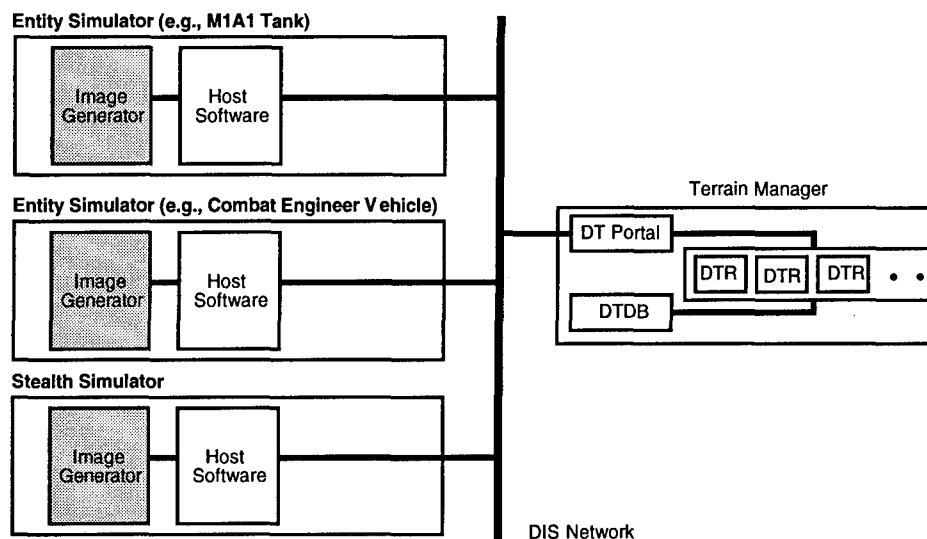 Entity Simulator (e.g., M1A1 Tank)
Image
Generator
Host
Software
Entity Simulator (e.g., Combat Engineer Vehicle)
Image
Generator
Host
Software
Stealth Simulator
Image
Generator
Host
Software
Terrain Manager
DT Portal
DTR
DTR
DTR
DTDB
DIS Network